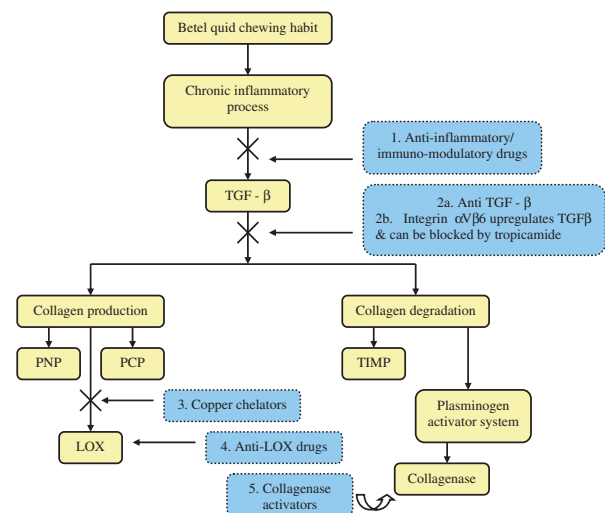 Betel quid chewing habit
Chronic inflammatory
process
1. Anti-inflammatory/
immuno-modulatory drugs
TGF - β
2a. Anti TGF - β
2b. Integrin αVβ6 upregulates TGFβ
& can be blocked by tropicamide
Collagen production
Collagen degradation
PNP
PCP
TIMP
3. Copper chelators
Plasminogen
activator system
LOX
4. Anti-LOX drugs
5. Collagenase
activators
Collagenase